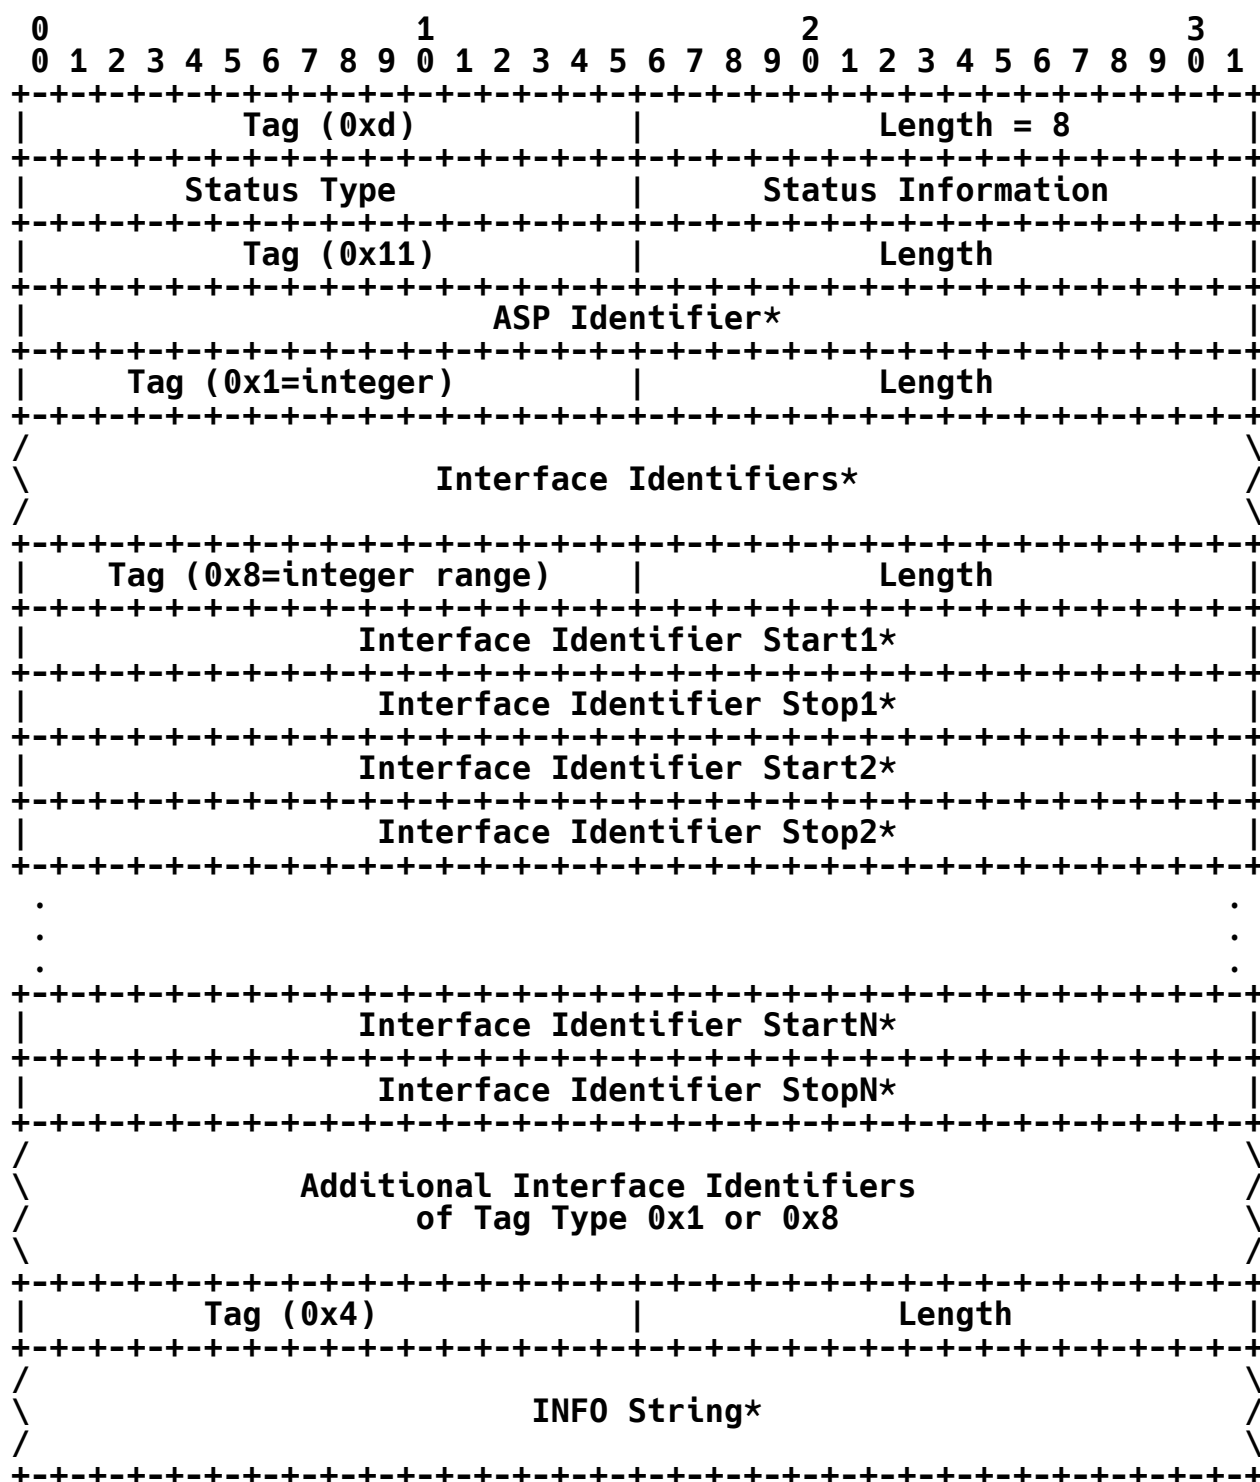 0                   1                   2                   3
 0 1 2 3 4 5 6 7 8 9 0 1 2 3 4 5 6 7 8 9 0 1 2 3 4 5 6 7 8 9 0 1
+-+-+-+-+-+-+-+-+-+-+-+-+-+-+-+-+-+-+-+-+-+-+-+-+-+-+-+-+-+-+-+-+
|           Tag (0xd)           |            Length = 8         |
+-+-+-+-+-+-+-+-+-+-+-+-+-+-+-+-+-+-+-+-+-+-+-+-+-+-+-+-+-+-+-+-+
|        Status Type            |      Status Information       |
+-+-+-+-+-+-+-+-+-+-+-+-+-+-+-+-+-+-+-+-+-+-+-+-+-+-+-+-+-+-+-+-+
|           Tag (0x11)          |            Length             |
+-+-+-+-+-+-+-+-+-+-+-+-+-+-+-+-+-+-+-+-+-+-+-+-+-+-+-+-+-+-+-+-+
|                        ASP Identifier*                        |
+-+-+-+-+-+-+-+-+-+-+-+-+-+-+-+-+-+-+-+-+-+-+-+-+-+-+-+-+-+-+-+-+
|     Tag (0x1=integer)         |            Length             |
+-+-+-+-+-+-+-+-+-+-+-+-+-+-+-+-+-+-+-+-+-+-+-+-+-+-+-+-+-+-+-+-+
/                                                               \
\                     Interface Identifiers*                    /
/                                                               \
+-+-+-+-+-+-+-+-+-+-+-+-+-+-+-+-+-+-+-+-+-+-+-+-+-+-+-+-+-+-+-+-+
|    Tag (0x8=integer range)    |            Length             |
+-+-+-+-+-+-+-+-+-+-+-+-+-+-+-+-+-+-+-+-+-+-+-+-+-+-+-+-+-+-+-+-+
|                 Interface Identifier Start1*                  |
+-+-+-+-+-+-+-+-+-+-+-+-+-+-+-+-+-+-+-+-+-+-+-+-+-+-+-+-+-+-+-+-+
|                  Interface Identifier Stop1*                  |
+-+-+-+-+-+-+-+-+-+-+-+-+-+-+-+-+-+-+-+-+-+-+-+-+-+-+-+-+-+-+-+-+
|                 Interface Identifier Start2*                  |
+-+-+-+-+-+-+-+-+-+-+-+-+-+-+-+-+-+-+-+-+-+-+-+-+-+-+-+-+-+-+-+-+
|                  Interface Identifier Stop2*                  |
+-+-+-+-+-+-+-+-+-+-+-+-+-+-+-+-+-+-+-+-+-+-+-+-+-+-+-+-+-+-+-+-+
 .                                                             .
 .                                                             .
 .                                                             .
+-+-+-+-+-+-+-+-+-+-+-+-+-+-+-+-+-+-+-+-+-+-+-+-+-+-+-+-+-+-+-+-+
|                 Interface Identifier StartN*                  |
+-+-+-+-+-+-+-+-+-+-+-+-+-+-+-+-+-+-+-+-+-+-+-+-+-+-+-+-+-+-+-+-+
|                  Interface Identifier StopN*                  |
+-+-+-+-+-+-+-+-+-+-+-+-+-+-+-+-+-+-+-+-+-+-+-+-+-+-+-+-+-+-+-+-+
/                                                               \
\              Additional Interface Identifiers                 /
/                    of Tag Type 0x1 or 0x8                     \
\                                                               /
+-+-+-+-+-+-+-+-+-+-+-+-+-+-+-+-+-+-+-+-+-+-+-+-+-+-+-+-+-+-+-+-+
|         Tag (0x4)             |             Length            |
+-+-+-+-+-+-+-+-+-+-+-+-+-+-+-+-+-+-+-+-+-+-+-+-+-+-+-+-+-+-+-+-+
/                                                               \
\                          INFO String*                         /
/                                                               \
+-+-+-+-+-+-+-+-+-+-+-+-+-+-+-+-+-+-+-+-+-+-+-+-+-+-+-+-+-+-+-+-+